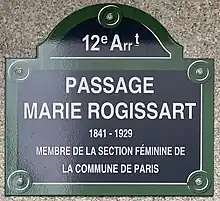 12e Arrt
PASSAGE
MARIE ROGISSART
1841 - 1929
MEMBRE DE LA SECTION FÉMININE DE
LA COMMUNE DE PARIS